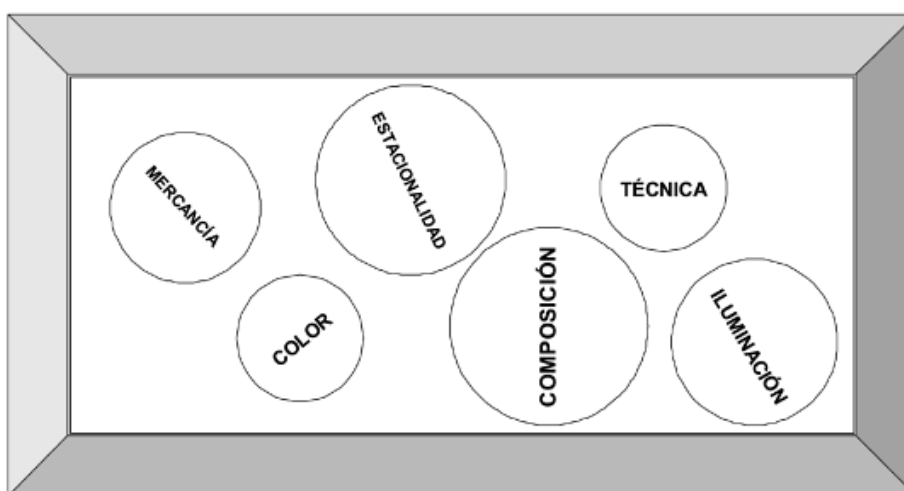 MERCANCÍA
ESTACIONALIDAD
TÉCNICA
COLOR
COMPOSICIÓN
ILUMINACIÓN